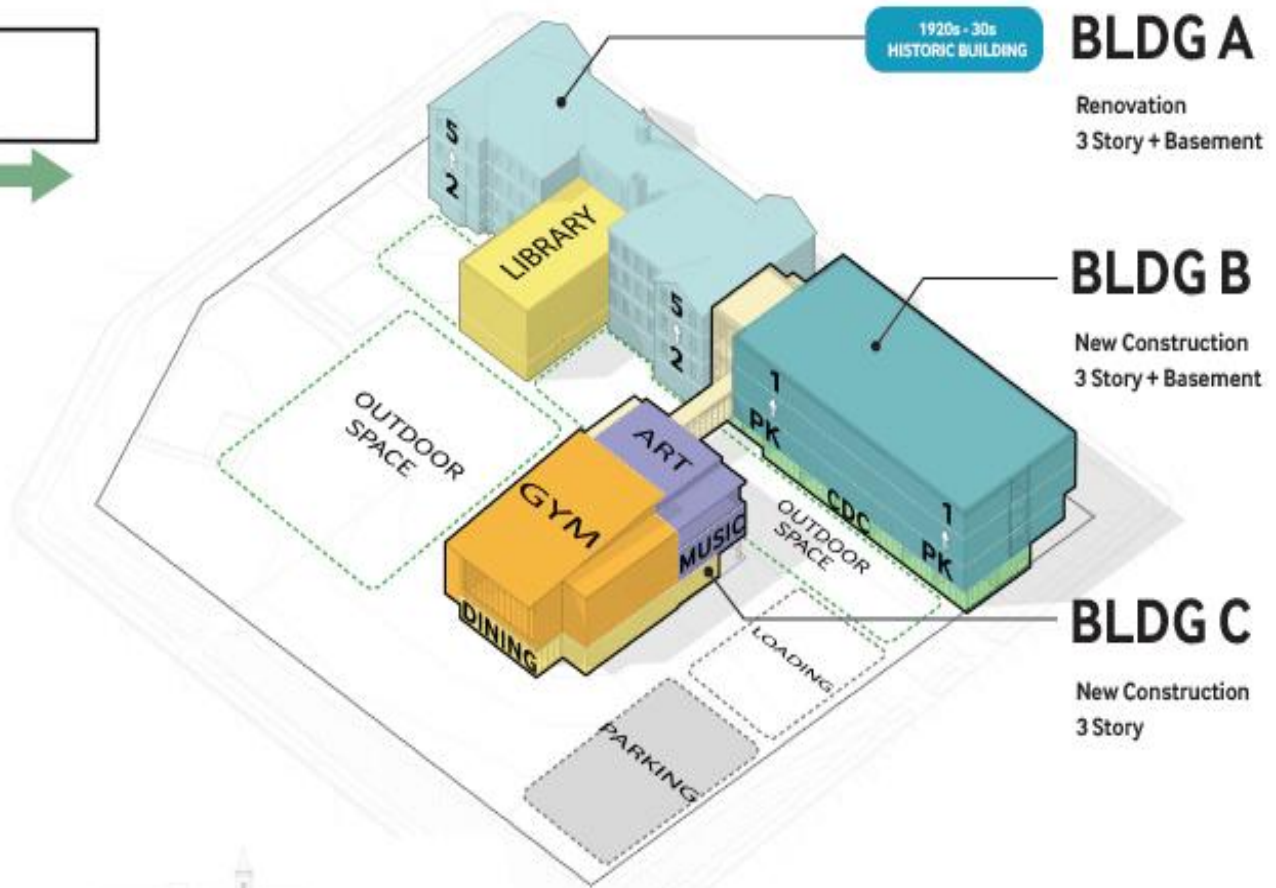 1920s - 30s
HISTORIC BUILDING
BLDG A
Renovation
3 Story + Basement
5
2
LIBRARY
5
2
BLDG B
New Construction
3 Story + Basement
1
PK
CDC
1
PK
OUTDOOR
SPACE
ART
GYM
MUSIC
DINING
OUTDOOR
SPACE
BLDG C
New Construction
3 Story
LOADING
PARKING